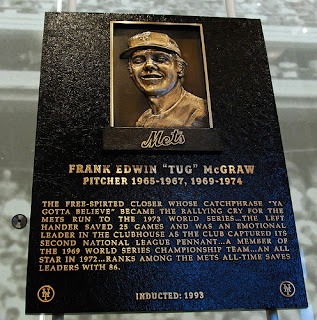 Mets
FRANK EDWIN "TUG" McGRAW
PITCHER 1965-1967, 1969-1974
THE FREE-SPIRTED CLOSER WHOSE CATCHPHRASE "YA
GOTTA BELIEVE" BECAME THE RALLYING CRY FOR THE
METS RUN TO THE 1973 WORLD SERIES...THE LEFT
HANDER SAVED 25 GAMES AND WAS AN EMOTIONAL
LEADER IN THE CLUBHOUSE AS THE CLUB CAPTURED ITS
SECOND NATIONAL LEAGUE PENNANT...A MEMBER OF
THE 1969 WORLD SERIES CHAMPIONSHIP TEAM...AN ALL
STAR IN 1972...RANKS AMONG THE METS ALL-TIME SAVES
LEADERS WITH 86.
NY INDUCTED: 1993 NY